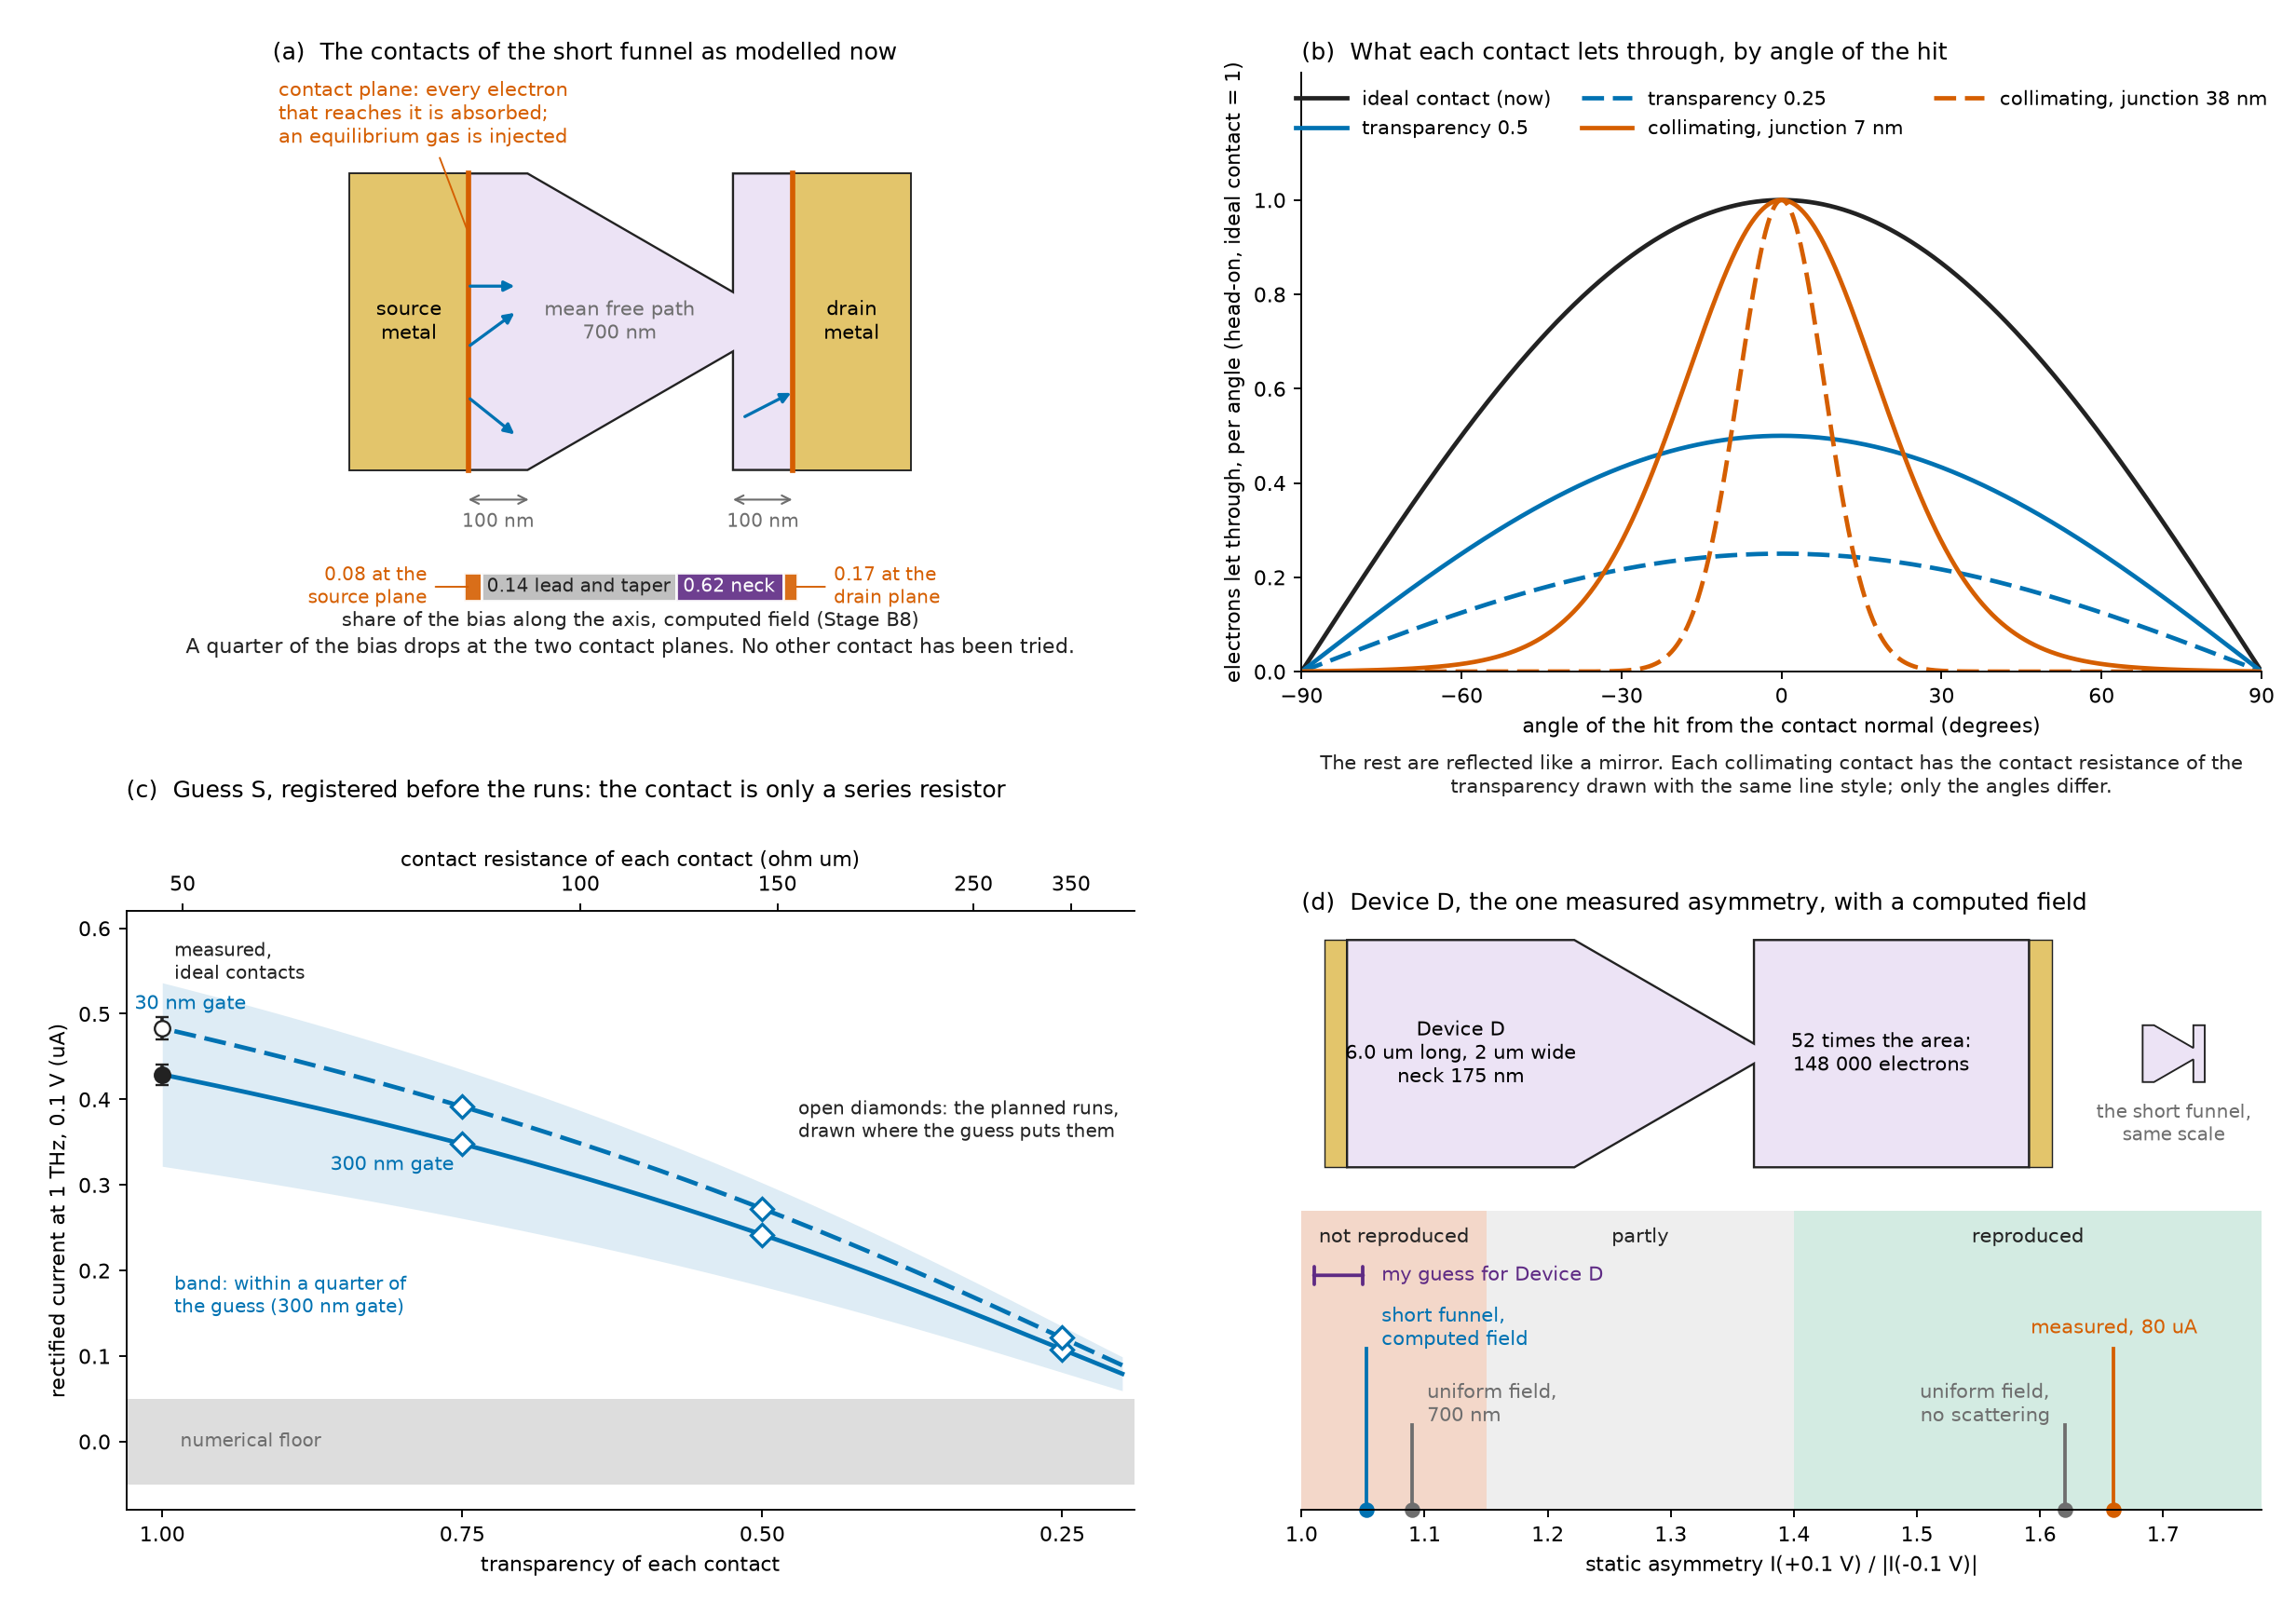 (a)  The contacts of the short funnel as modelled now
contact plane: every electron
that reaches it is absorbed;
an equilibrium gas is injected
source
metal
mean free path
700 nm
drain
metal
100 nm
100 nm
0.08 at the
source plane
0.14 lead and taper
0.62 neck
0.17 at the
drain plane
share of the bias along the axis, computed field (Stage B8)
A quarter of the bias drops at the two contact planes. No other contact has been tried.
(b)  What each contact lets through, by angle of the hit
ideal contact (now)
transparency 0.5
transparency 0.25
collimating, junction 7 nm
collimating, junction 38 nm
electrons let through, per angle (head-on, ideal contact = 1)
1.0
0.8
0.6
0.4
0.2
0.0
−90
−60
−30
0
30
60
90
angle of the hit from the contact normal (degrees)
The rest are reflected like a mirror. Each collimating contact has the contact resistance of the
transparency drawn with the same line style; only the angles differ.
(c)  Guess S, registered before the runs: the contact is only a series resistor
contact resistance of each contact (ohm um)
50
100
150
250
350
rectified current at 1 THz, 0.1 V (uA)
0.6
0.5
0.4
0.3
0.2
0.1
0.0
measured,
ideal contacts
30 nm gate
300 nm gate
open diamonds: the planned runs,
drawn where the guess puts them
band: within a quarter of
the guess (300 nm gate)
numerical floor
1.00
0.75
0.50
0.25
transparency of each contact
(d)  Device D, the one measured asymmetry, with a computed field
Device D
6.0 um long, 2 um wide
neck 175 nm
52 times the area:
148 000 electrons
the short funnel,
same scale
not reproduced
partly
reproduced
my guess for Device D
short funnel,
computed field
measured, 80 uA
uniform field,
700 nm
uniform field,
no scattering
1.0
1.1
1.2
1.3
1.4
1.5
1.6
1.7
static asymmetry I(+0.1 V) / |I(-0.1 V)|